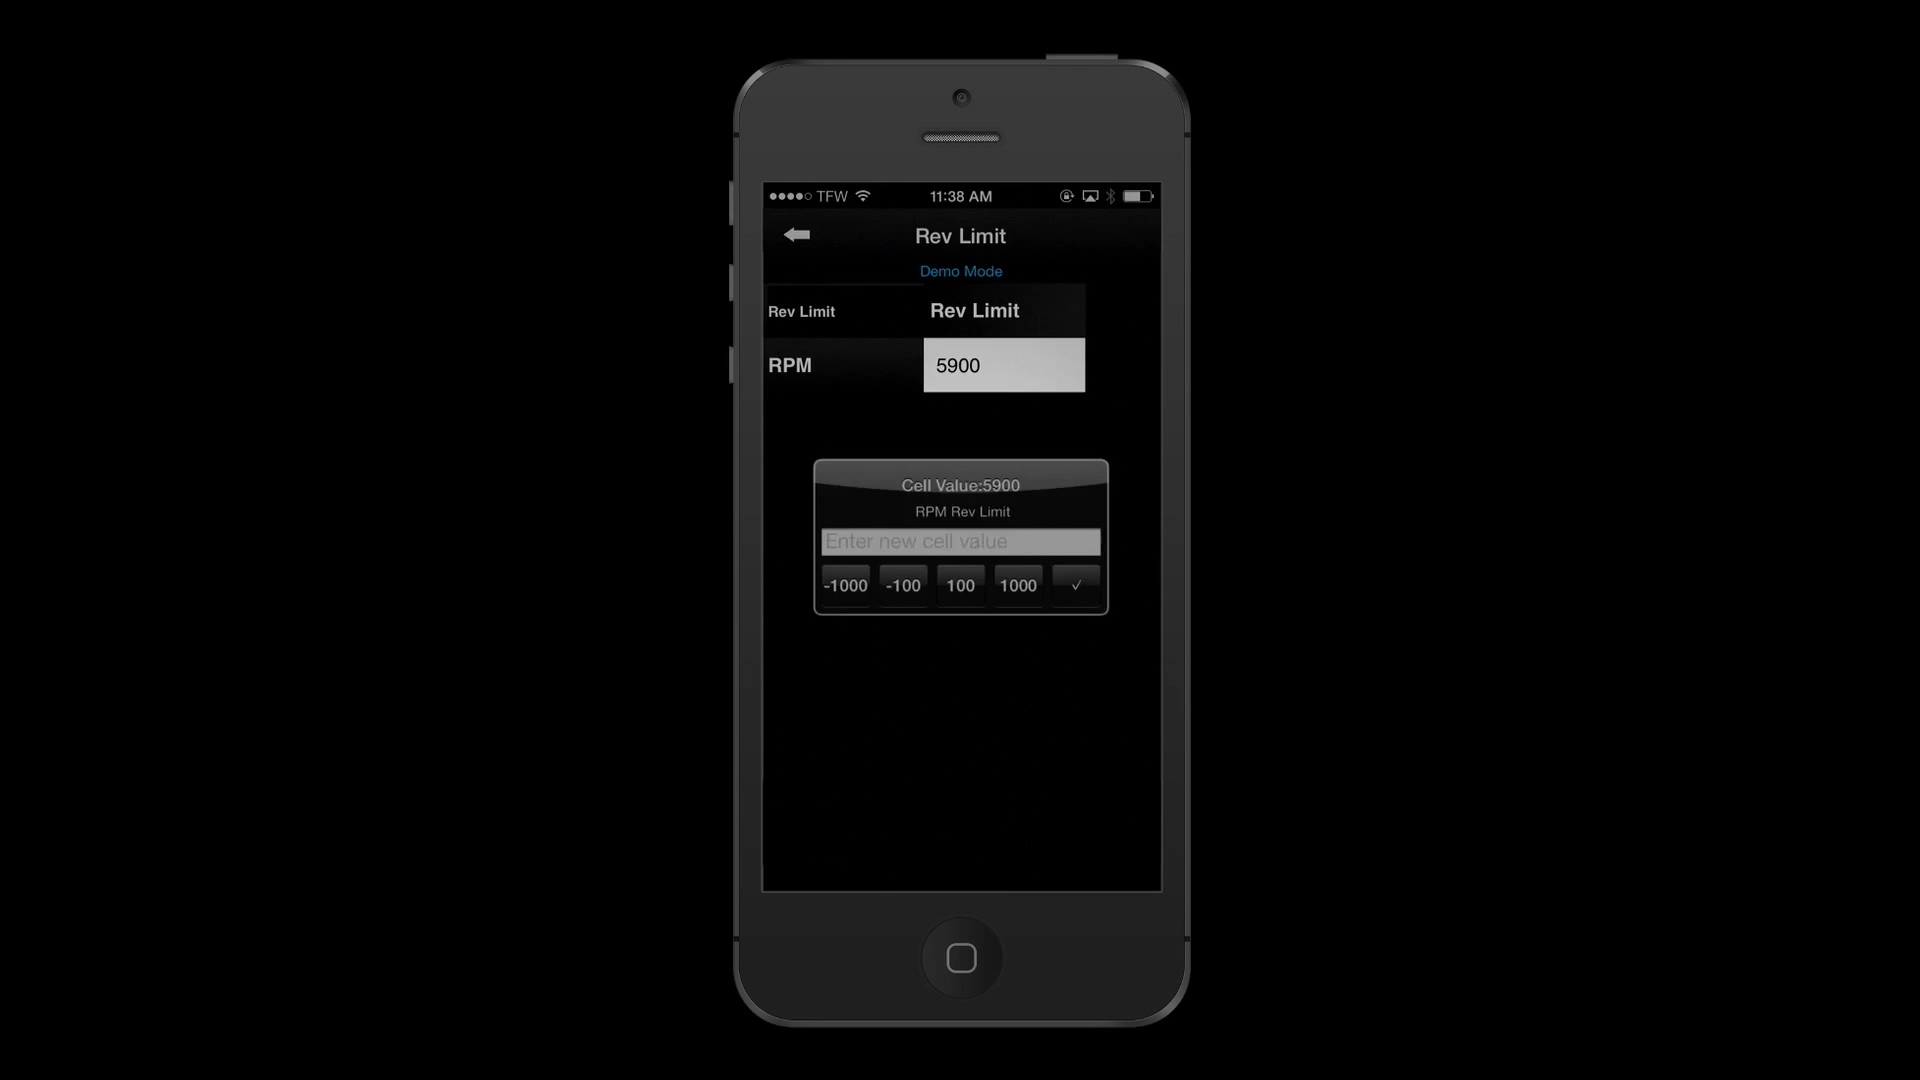 TFW 11:38 AM
Rev Limit
Demo Mode
Rev Limit Rev Limit
RPM 5900
Cell Value:5900
RPM Rev Limit
Enter new cell value
-1000 -100 100 1000 ✓